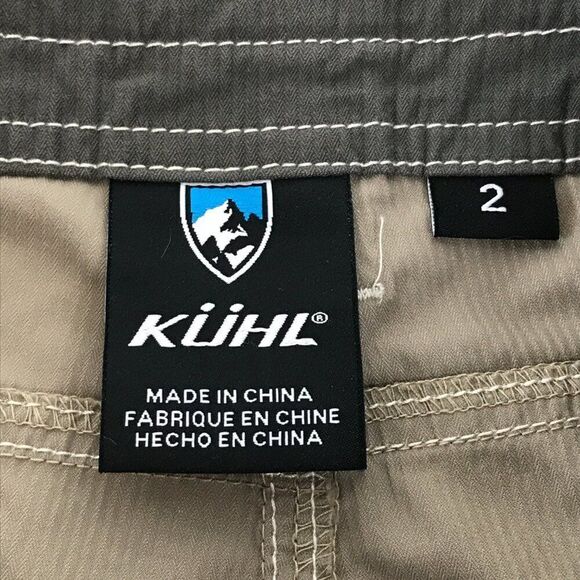 KÜHL®
2
MADE IN CHINA
FABRIQUE EN CHINE
HECHO EN CHINA